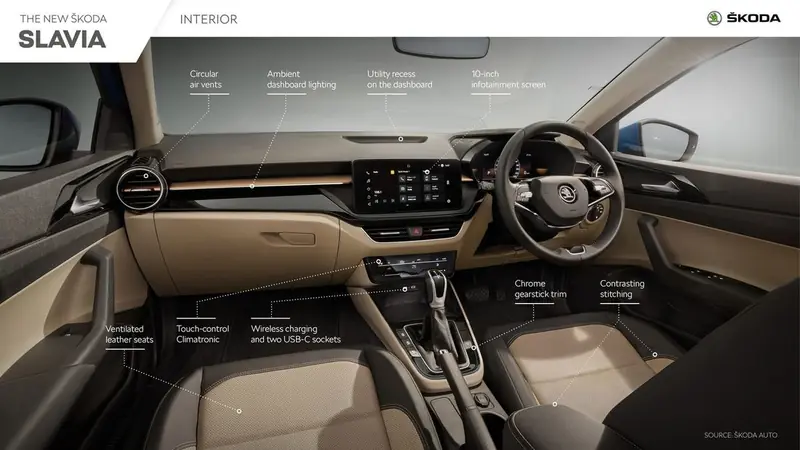 THE NEW ŠKODA
SLAVIA
INTERIOR
ŠKODA
Circular
air vents
Ambient
dashboard lighting
Utility recess
on the dashboard
10-inch
infotainment screen
Chrome
gearstick trim
Contrasting
stitching
Ventilated
leather seats
Touch-control
Climatronic
Wireless charging
and two USB-C sockets
SOURCE: ŠKODA AUTO